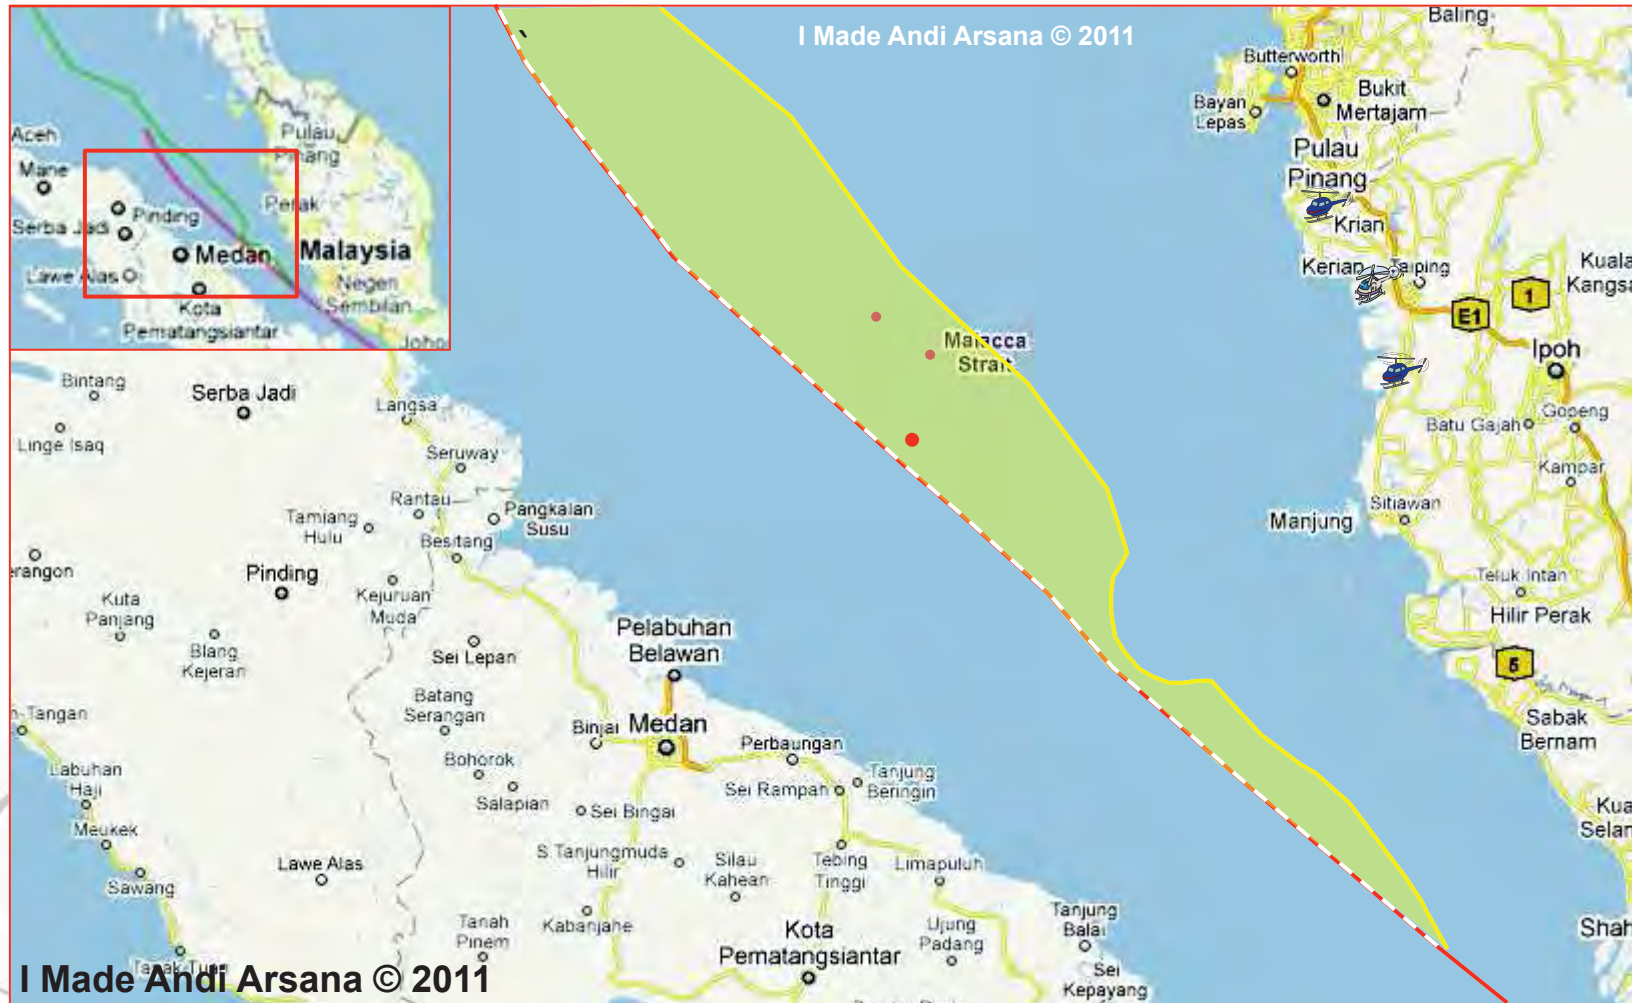 I Made Andi Arsana © 2011
Baling
Butterworth
Bukit
Mertajam
Bayan
Lepas
Pulau
Pinang
Krian
Kerian
Taiping
Kuala
E1
1
Ipoh
Gopeng
Batu Gajah
Kampar
Sitiawan
Manjung
Teluk Intan
Hilir Perak
5
Sabak
Bernam
Malacca
Strait
Aceh
Mane
Pinding
Serba Jadi
Medan
Lawe Alas
Kota
Pematangsiantar
Pulau
Pinang
Perak
Malaysia
Negeri
Sembilan
Bintang
Serba Jadi
Linge Isaq
Langsa
Seruway
Rantau
Pangkalan
Susu
Tamiang
Hulu
Besitang
Pinding
Kejuruan
Muda
Kuta
Panjang
Blang
Kejeran
Sei Lepan
Pelabuhan
Belawan
Batang
Serangan
Binjai
Medan
Perbaungan
Bohorok
Salapian
Sei Rampah
Tanjung
Beringin
Sei Bingai
Labuhan
Haji
Meukek
Sawang
Lawe Alas
S.Tanjungmuda
Hilir
Silau
Kahean
Tebing
Tinggi
Limapuluh
Kabanjahe
Tanah
Pinem
Kota
Pematangsiantar
Ujung
Padang
Tanjung
Balai
Sei
Kepayang
I Made Andi Arsana © 2011